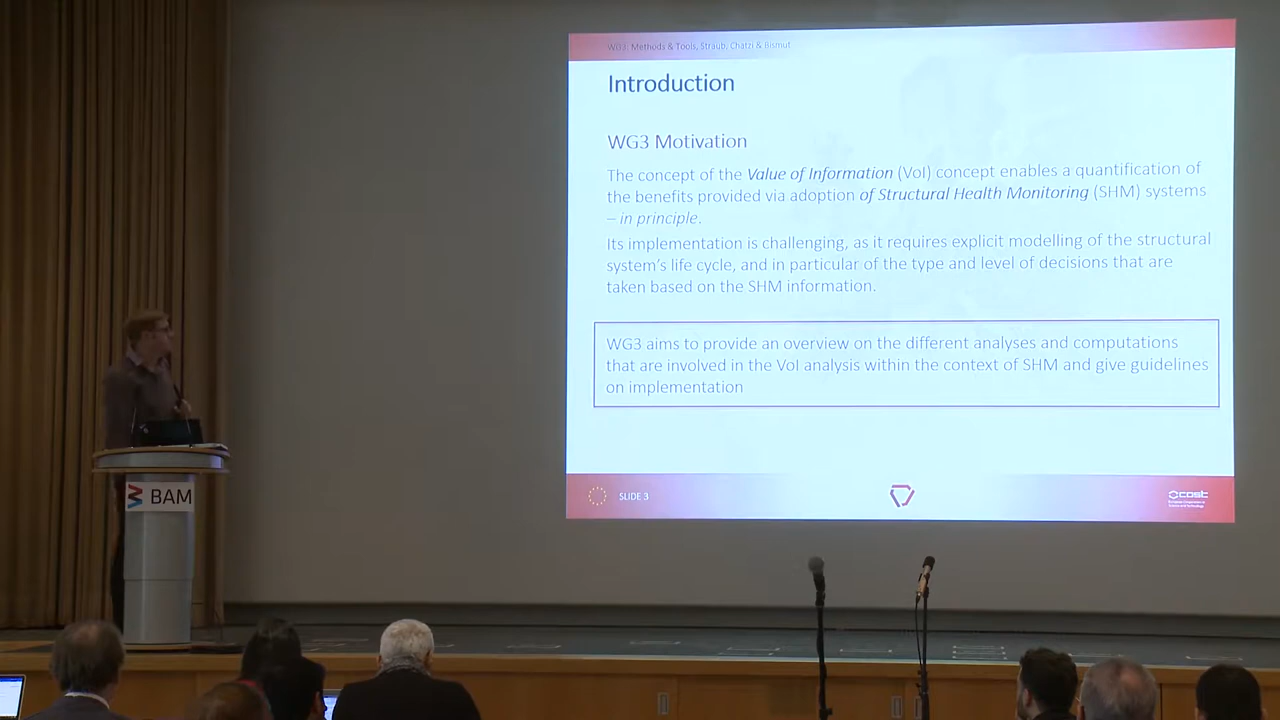 WG3: Methods & Tools, Straub, Chatzi & Bismut
Introduction
WG3 Motivation
The concept of the Value of Information (VoI) concept enables a quantification of
the benefits provided via adoption of Structural Health Monitoring (SHM) systems
– in principle.
Its implementation is challenging, as it requires explicit modelling of the structural
system's life cycle, and in particular of the type and level of decisions that are
taken based on the SHM information.
WG3 aims to provide an overview on the different analyses and computations
that are involved in the VoI analysis within the context of SHM and give guidelines
on implementation
SLIDE 3
cost
BAM